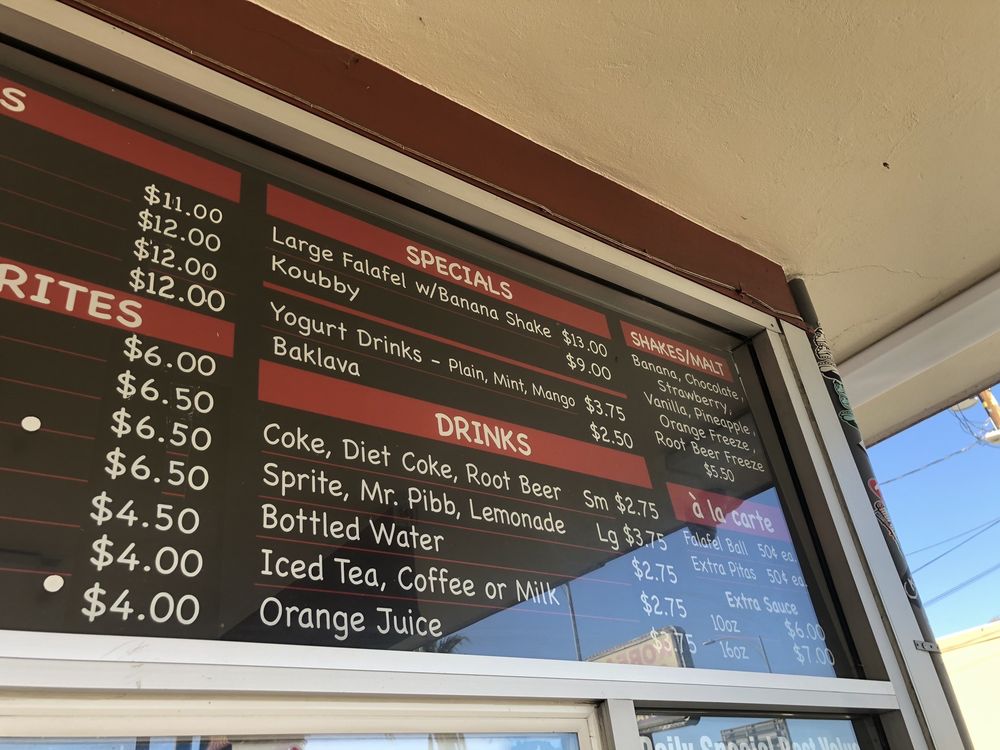 S
$11.00
$12.00
$12.00
$12.00
RITES
$6.00
$6.50
$6.50
$6.50
$4.50
$4.00
$4.00
SPECIALS
Large Falafel w/Banana Shake $13.00
Koubby $9.00
Yogurt Drinks - Plain, Mint, Mango $3.75
Baklava $2.50
DRINKS
Coke, Diet Coke, Root Beer Sm $2.75
Sprite, Mr. Pibb, Lemonade Lg $3.75
Bottled Water $2.75
Iced Tea, Coffee or Milk $2.75
Orange Juice $3.75
SHAKES/MALT
Banana, Chocolate,
Strawberry,
Vanilla, Pineapple,
Orange Freeze,
Root Beer Freeze
$5.50
à la carte
Falafel Ball 50¢ ea.
Extra Pitas 50¢ ea.
Extra Sauce
10oz $6.00
16oz $7.00
Daily Special